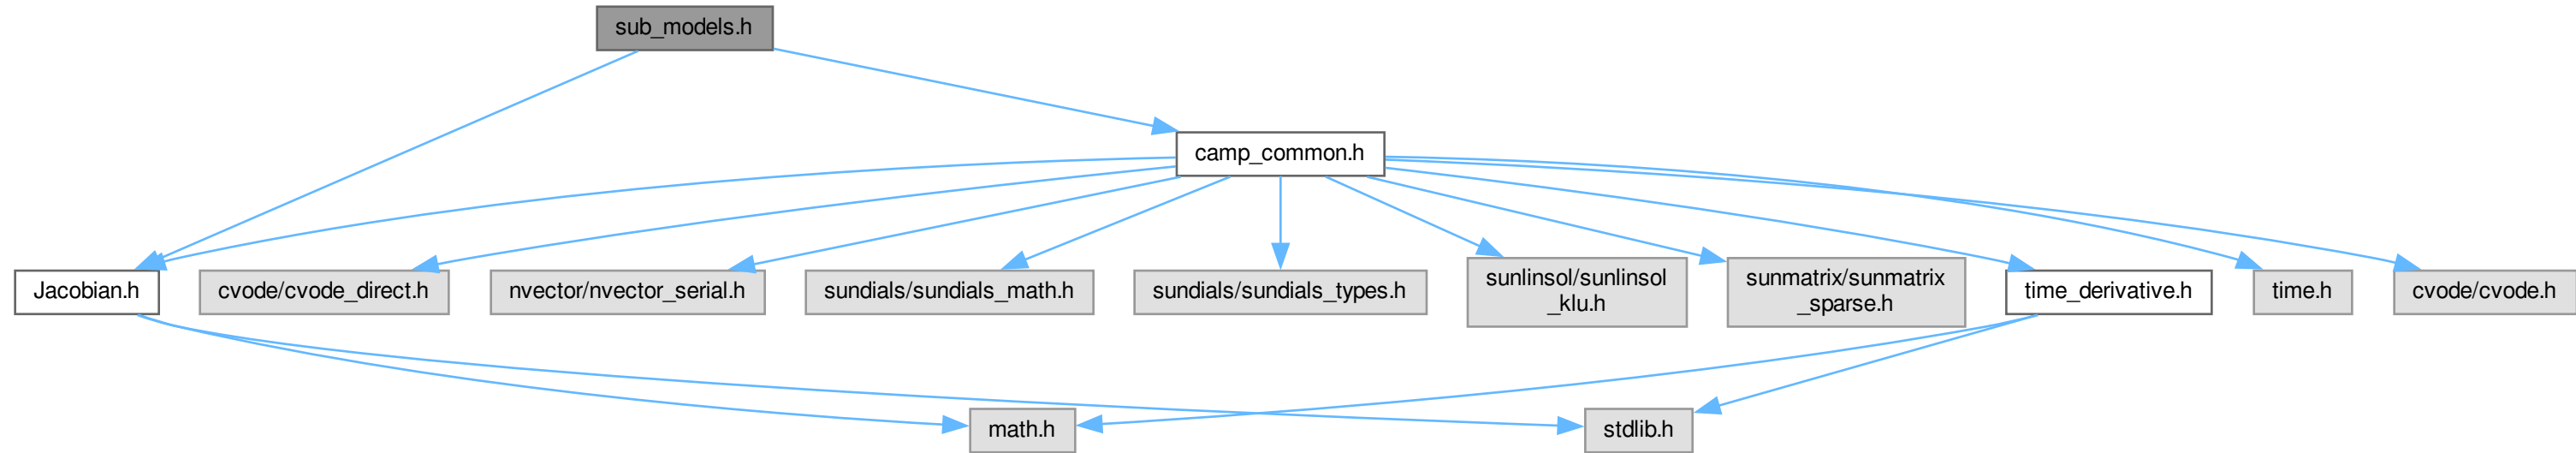 sub_models.h
camp_common.h
Jacobian.h
cvode/cvode_direct.h
nvector/nvector_serial.h
sundials/sundials_math.h
sundials/sundials_types.h
sunlinsol/sunlinsol
_klu.h
sunmatrix/sunmatrix
_sparse.h
time_derivative.h
time.h
cvode/cvode.h
math.h
stdlib.h